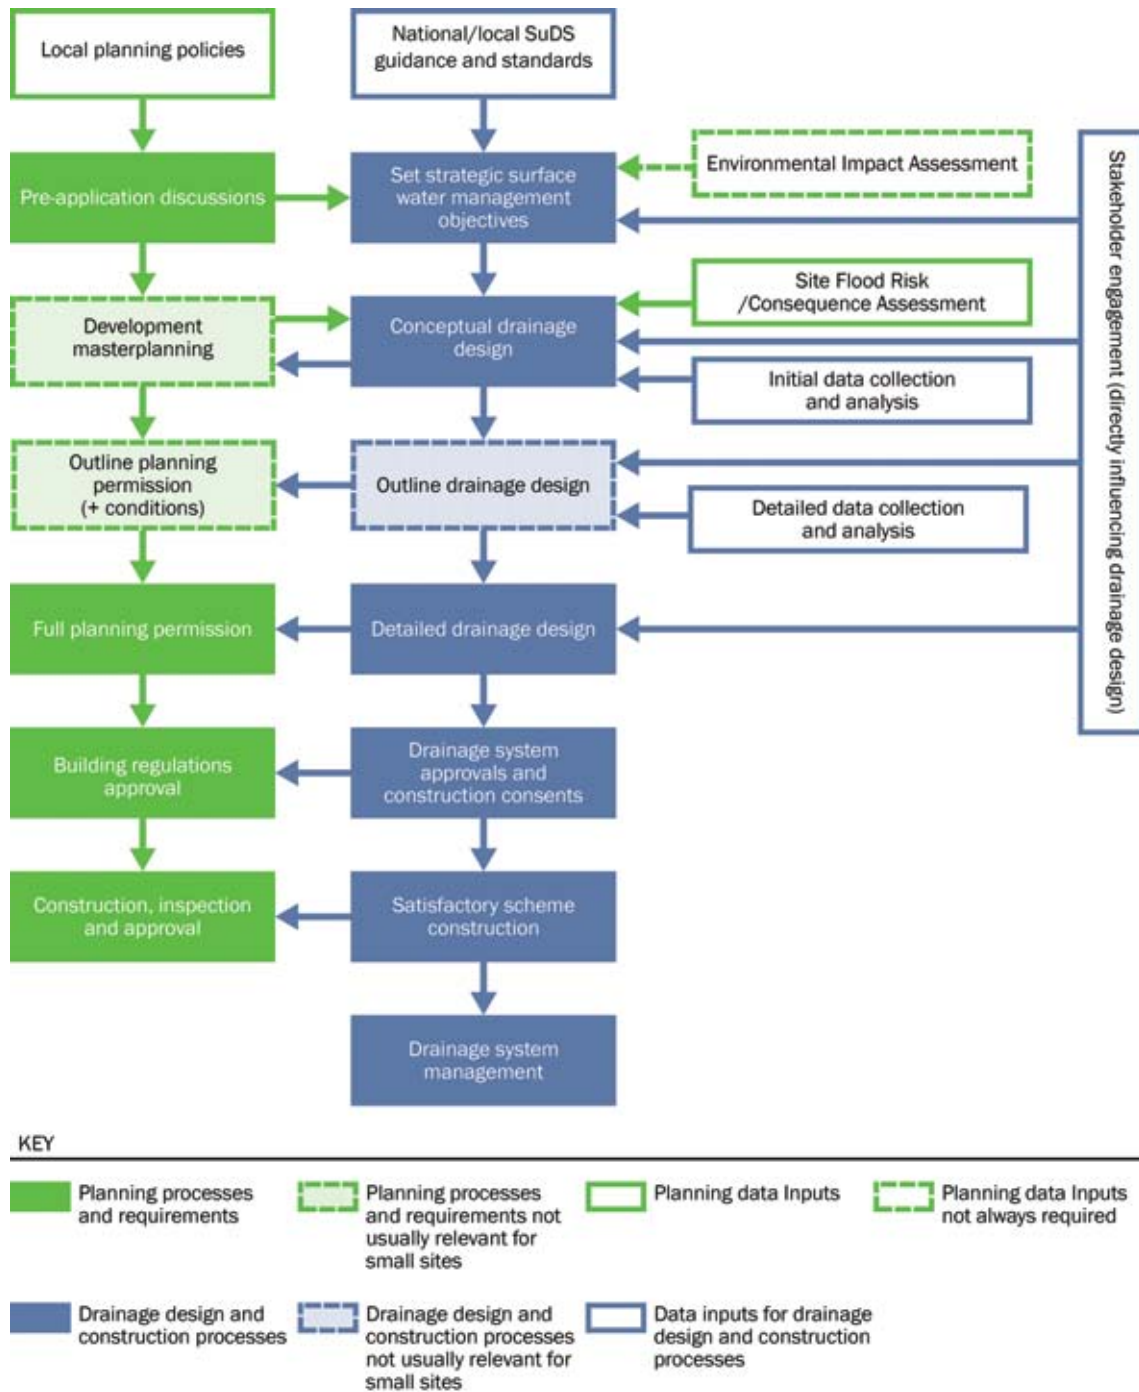 Local planning policies
National/local SuDS
guidance and standards
Pre-application discussions
Set strategic surface
water management
objectives
Environmental Impact Assessment
Stakeholder engagement (directly influencing drainage design)
Development
masterplanning
Conceptual drainage
design
Site Flood Risk
/Consequence Assessment
Initial data collection
and analysis
Outline planning
permission
(+ conditions)
Outline drainage design
Detailed data collection
and analysis
Full planning permission
Detailed drainage design
Building regulations
approval
Drainage system
approvals and
construction consents
Construction, inspection
and approval
Satisfactory scheme
construction
Drainage system
management
KEY
Planning processes
and requirements
Planning processes
and requirements not
usually relevant for
small sites
Planning data Inputs
Planning data Inputs
not always required
Drainage design and
construction processes
Drainage design and
construction processes
not usually relevant for
small sites
Data inputs for drainage
design and construction
processes